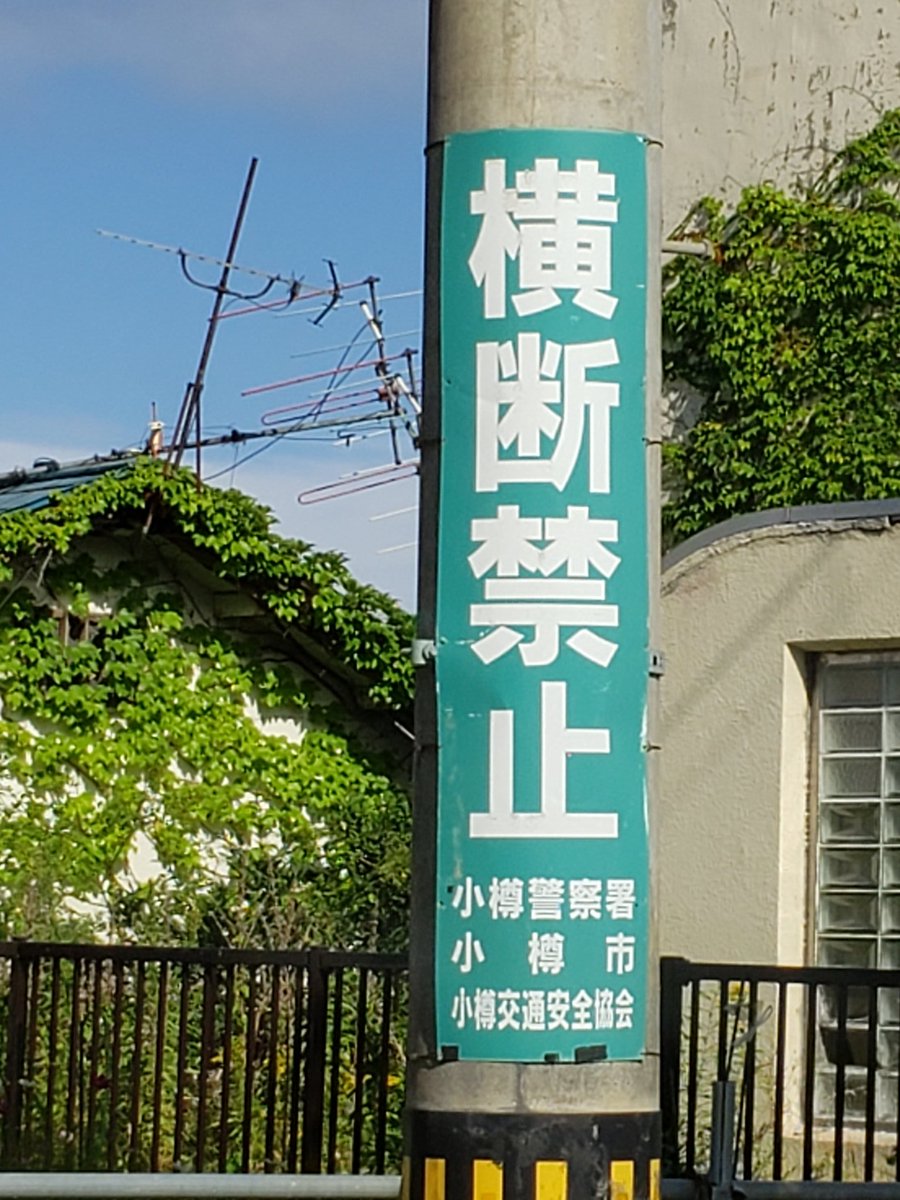 横断禁止
小樽警察署
小樽市
小樽交通安全協会